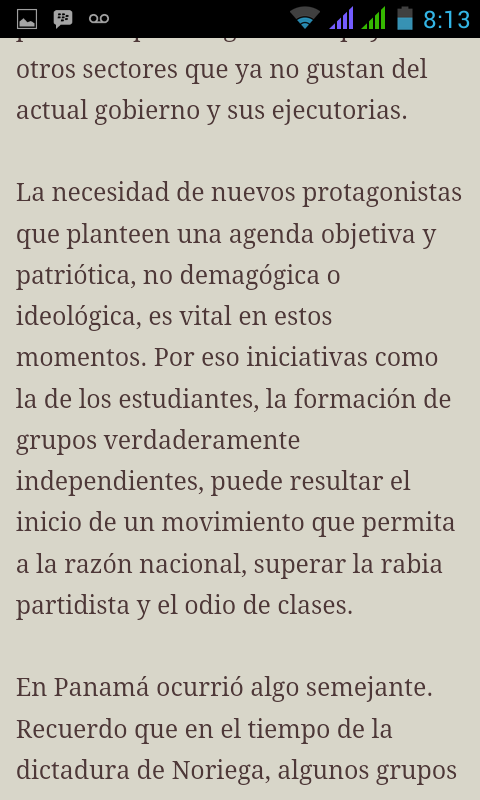 8:13
otros sectores que ya no gustan del
actual gobierno y sus ejecutorias.
La necesidad de nuevos protagonistas
que planteen una agenda objetiva y
patriótica, no demagógica o
ideológica, es vital en estos
momentos. Por eso iniciativas como
la de los estudiantes, la formación de
grupos verdaderamente
independientes, puede resultar el
inicio de un movimiento que permita
a la razón nacional, superar la rabia
partidista y el odio de clases.
En Panamá ocurrió algo semejante.
Recuerdo que en el tiempo de la
dictadura de Noriega, algunos grupos